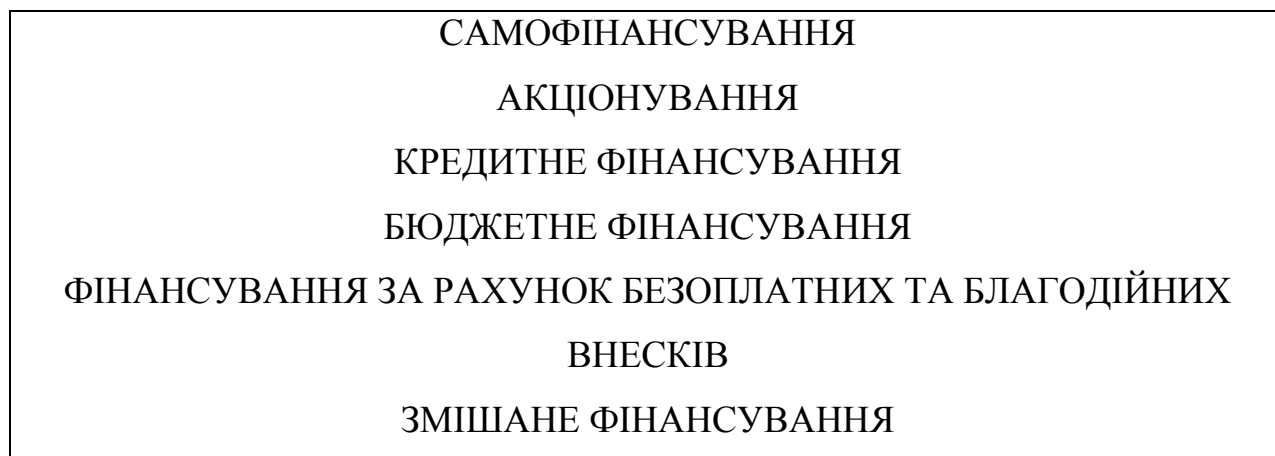 САМОФІНАНСУВАННЯ
АКЦІОНУВАННЯ
КРЕДИТНЕ ФІНАНСУВАННЯ
БЮДЖЕТНЕ ФІНАНСУВАННЯ
ФІНАНСУВАННЯ ЗА РАХУНОК БЕЗОПЛАТНИХ ТА БЛАГОДІЙНИХ
ВНЕСКІВ
ЗМІШАНЕ ФІНАНСУВАННЯ